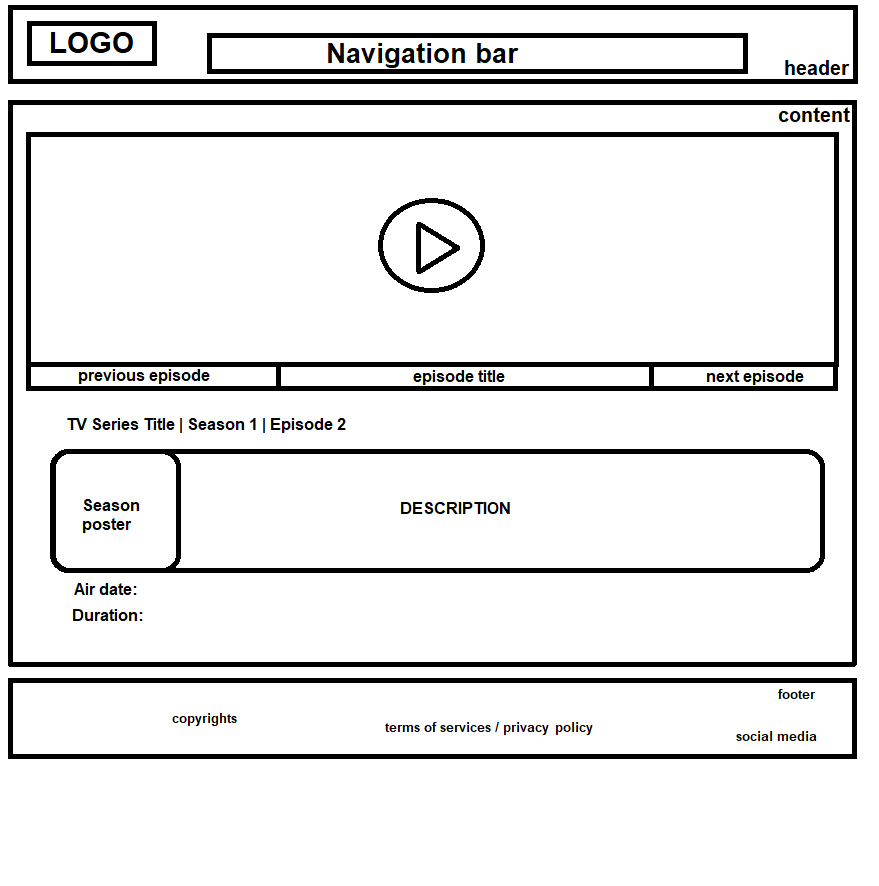 LOGO
Navigation bar
header
content
previous episode
episode title
next episode
TV Series Title | Season 1 | Episode 2
Season
poster
DESCRIPTION
Air date:
Duration:
footer
copyrights
terms of services / privacy policy
social media